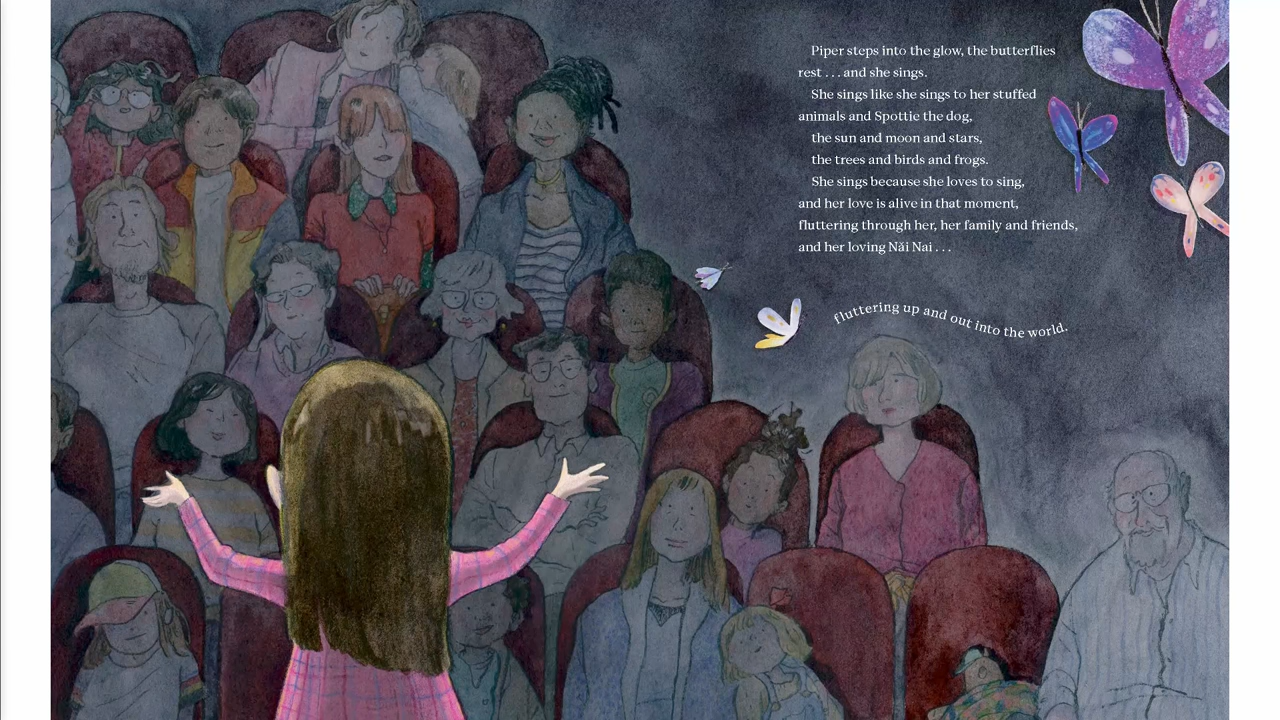 Piper steps into the glow, the butterflies
rest . . . and she sings.
She sings like she sings to her stuffed
animals and Spottie the dog,
the sun and moon and stars,
the trees and birds and frogs.
She sings because she loves to sing,
and her love is alive in that moment,
fluttering through her, her family and friends,
and her loving Năi Nai . . .
fluttering up and out into the world.